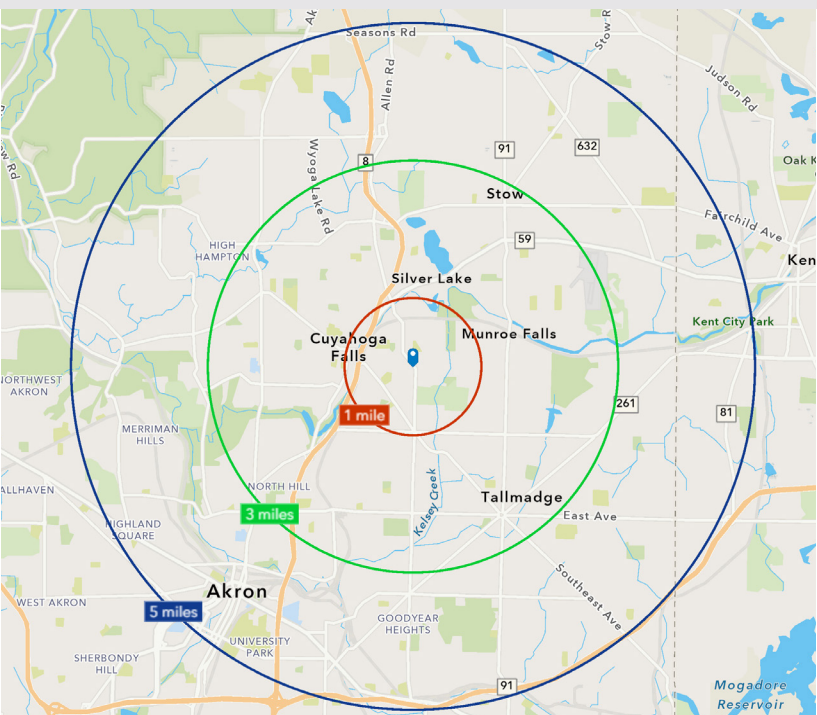 Ak
Seasons Rd
Stow R
Allen Rd
Judson Rd
ow Rd
Wyoga Lake Rd
8
91
632
Oak K
Stow
Fairchild Ave
59
HIGH
HAMPTON
Ken
Silver Lake
Kent City Park
Cuyahoga
Falls
Munroe Falls
NORTHWEST
AKRON
1 mile
261
81
MERRIMAN
HILLS
ALLHAVEN
NORTH HILL
Kelsey Creek
Tallmadge
3 miles
East Ave
HIGHLAND
SQUARE
Southeast Ave
Akron
WEST AKRON
5 miles
GOODYEAR
HEIGHTS
UNIVERSITY
PARK
SHERBONDY
HILL
91
Mogadore
Reservoir